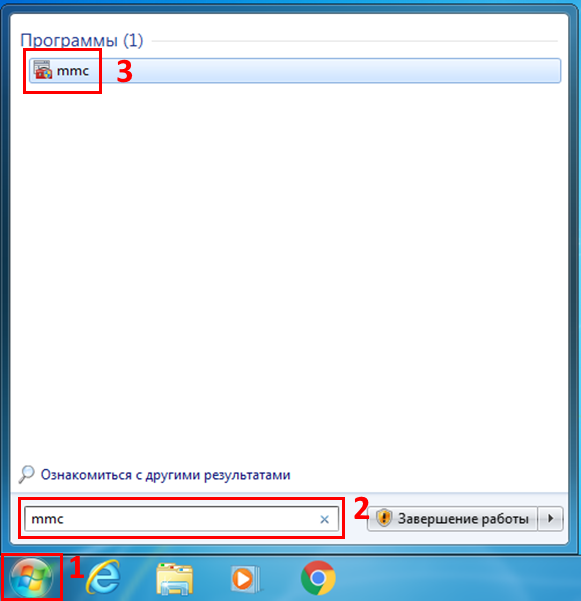 Программы (1)
mmc 3
Ознакомиться с другими результатами
mmc 2 Завершение работы
1